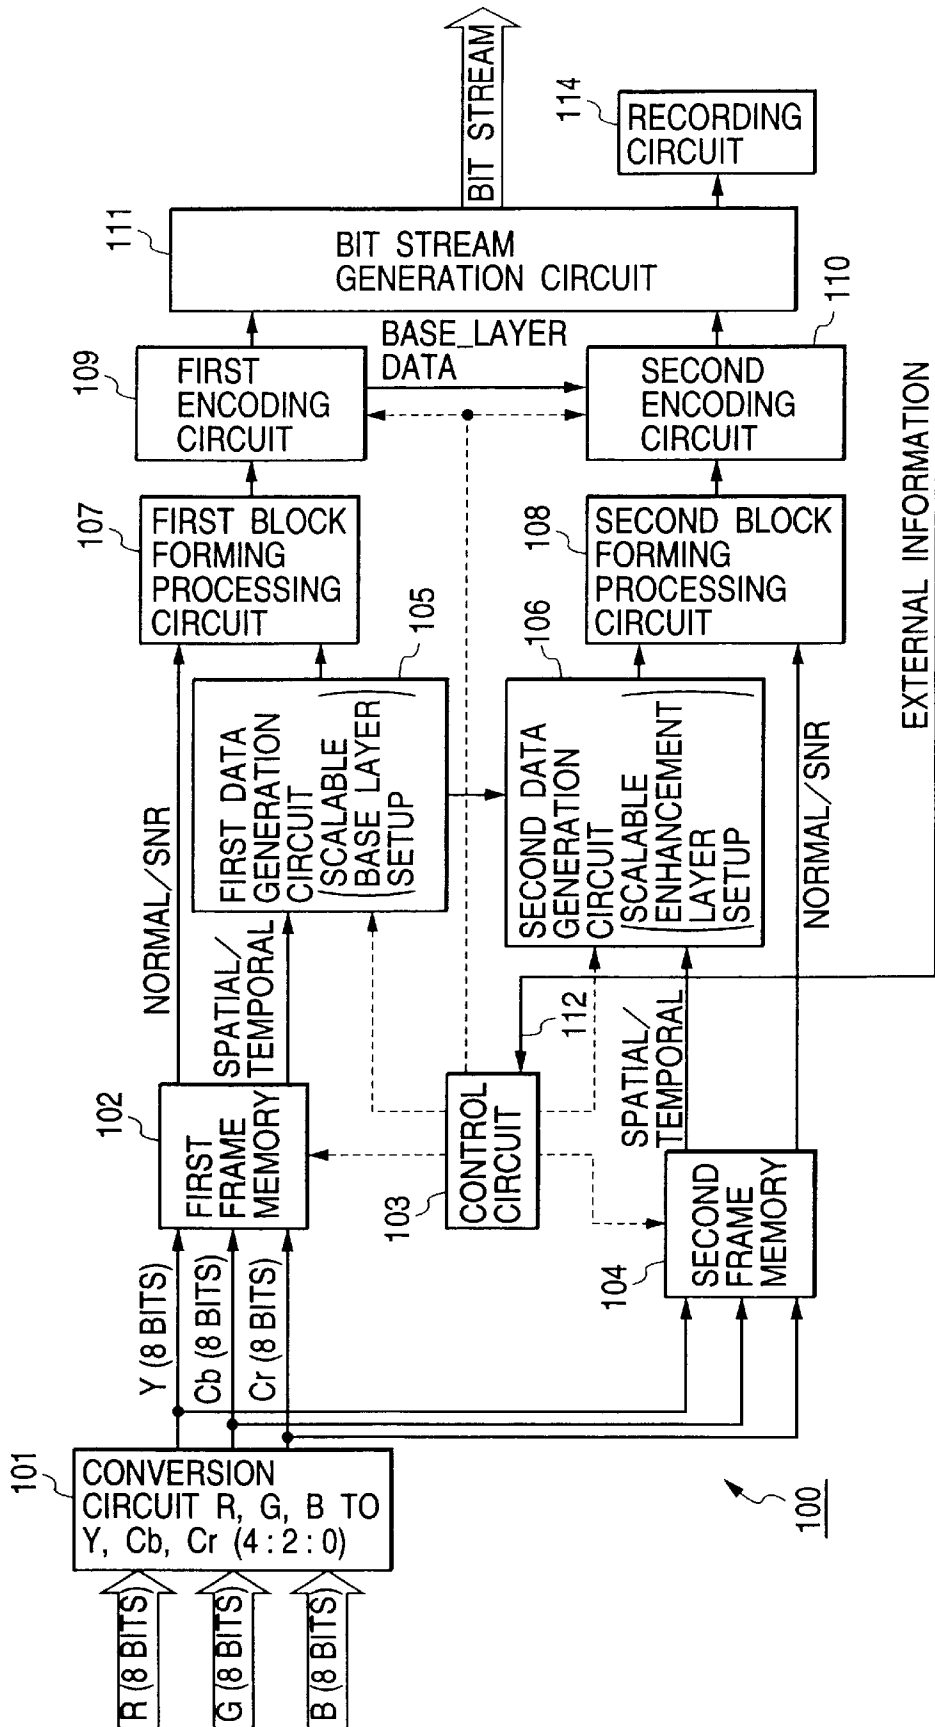 R (8 BITS)
G (8 BITS)
B (8 BITS)
101
CONVERSION
CIRCUIT R, G, B TO
Y, Cb, Cr (4 : 2 : 0)
Y (8 BITS)
Cb (8 BITS)
Cr (8 BITS)
102
FIRST
FRAME
MEMORY
103
CONTROL
CIRCUIT
104
SECOND
FRAME
MEMORY
NORMAL/SNR
SPATIAL/
TEMPORAL
112
SPATIAL/
TEMPORAL
NORMAL/SNR
105
FIRST DATA
GENERATION
CIRCUIT
(SCALABLE
BASE LAYER
SETUP)
106
SECOND DATA
GENERATION
CIRCUIT
(SCALABLE
ENHANCEMENT
LAYER
SETUP)
107
FIRST BLOCK
FORMING
PROCESSING
CIRCUIT
108
SECOND BLOCK
FORMING
PROCESSING
CIRCUIT
109
FIRST
ENCODING
CIRCUIT
BASE_LAYER
DATA
110
SECOND
ENCODING
CIRCUIT
111
BIT STREAM
GENERATION CIRCUIT
BIT STREAM
114
RECORDING
CIRCUIT
EXTERNAL INFORMATION
100